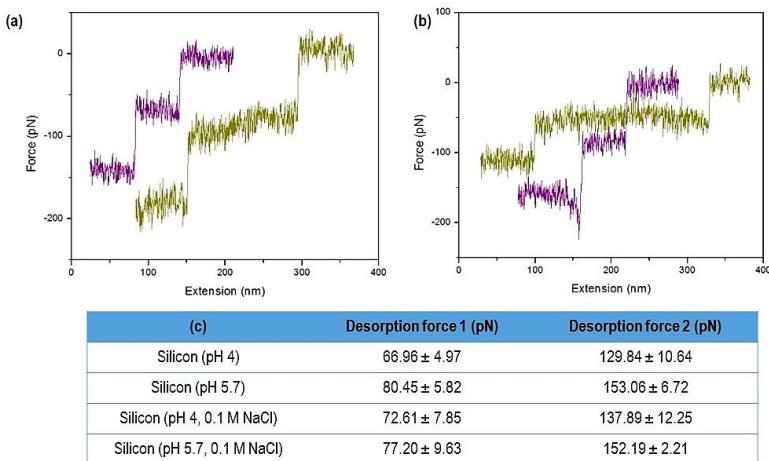 (a)
0
-100
-200
Force (pN)
0 100 200 300 400
Extension (nm)
(b)
100
0
-100
-200
Force (pN)
0 100 200 300 400
Extension (nm)
(c) Desorption force 1 (pN) Desorption force 2 (pN)
Silicon (pH 4) 66.96 ± 4.97 129.84 ± 10.64
Silicon (pH 5.7) 80.45 ± 5.82 153.06 ± 6.72
Silicon (pH 4, 0.1 M NaCl) 72.61 ± 7.85 137.89 ± 12.25
Silicon (pH 5.7, 0.1 M NaCl) 77.20 ± 9.63 152.19 ± 2.21